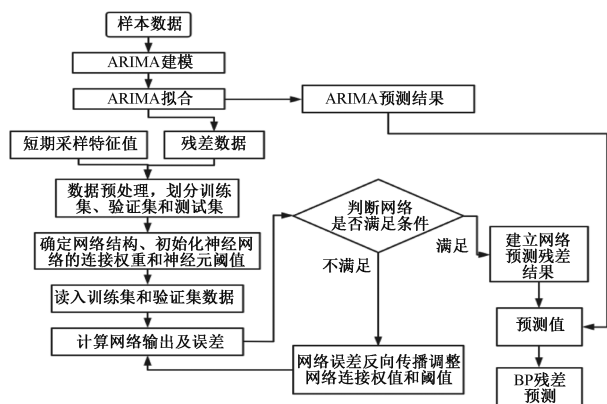 样本数据
ARIMA建模
ARIMA拟合
ARIMA预测结果
短期采样特征值
残差数据
数据预处理，划分训练
集、验证集和测试集
确定网络结构、初始化神经网
络的连接权重和神经元阈值
读入训练集和验证集数据
计算网络输出及误差
判断网络
是否满足条件
满足
不满足
网络误差反向传播调整
网络连接权值和阈值
建立网络
预测残差
结果
预测值
BP残差
预测